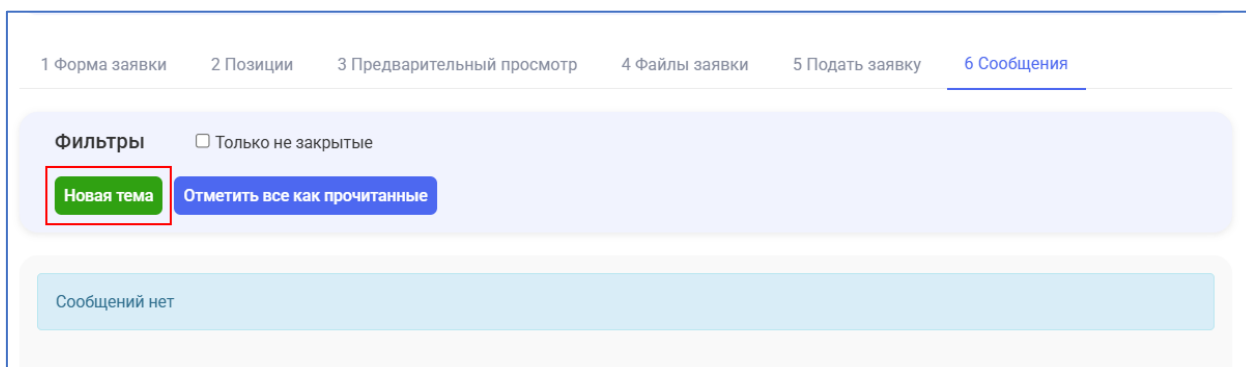 1 Форма заявки 2 Позиции 3 Предварительный просмотр 4 Файлы заявки 5 Подать заявку 6 Сообщения
Фильтры Только не закрытые
Новая тема Отметить все как прочитанные
Сообщений нет